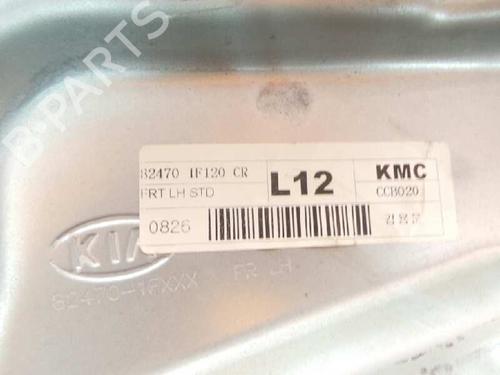 82470 1F120 CR
FRT LH STD
L12
KMC
CCB020
0826
KIA
82470-1FXXX FR LH
B-PARTS